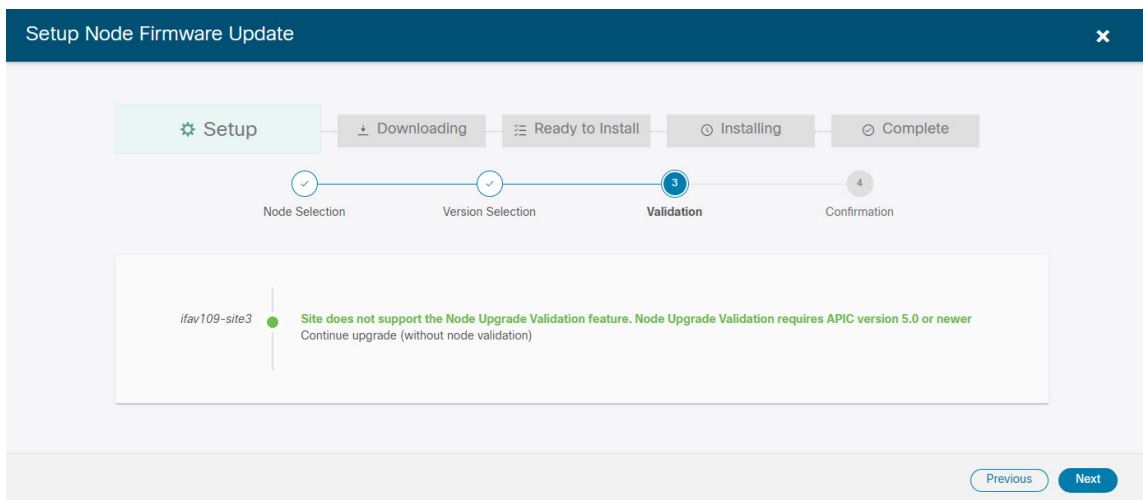 Setup Node Firmware Update
Setup
Downloading
Ready to Install
Installing
Complete
3
4
Node Selection
Version Selection
Validation
Confirmation
ifav109-site3
Site does not support the Node Upgrade Validation feature. Node Upgrade Validation requires APIC version 5.0 or newer
Continue upgrade (without node validation)
Previous
Next